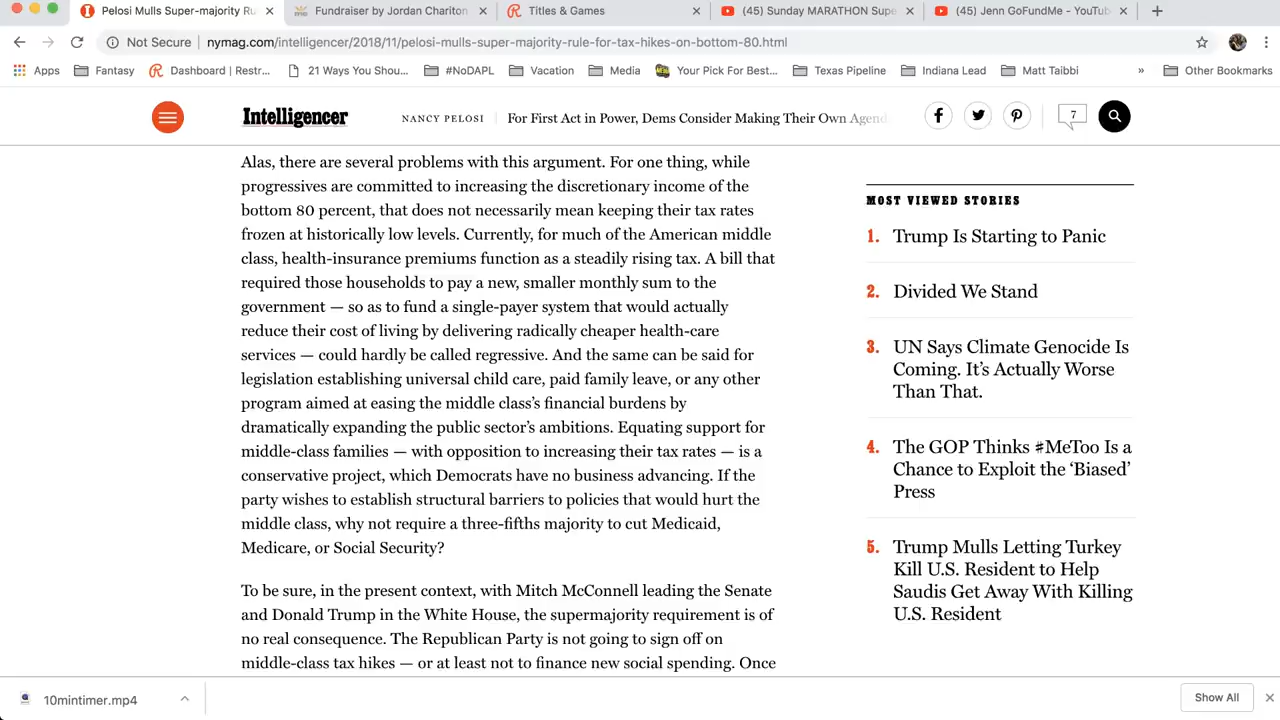 Pelosi Mulls Super-majority Ru
Fundraiser by Jordan Chariton
Titles & Games
(45) Sunday MARATHON Supe
(45) Jenn GoFundMe - YouTub
Not Secure | nymag.com/intelligencer/2018/11/pelosi-mulls-super-majority-rule-for-tax-hikes-on-bottom-80.html
Apps
Fantasy
Dashboard | Restr...
21 Ways You Shou...
#NoDAPL
Vacation
Media
Your Pick For Best...
Texas Pipeline
Indiana Lead
Matt Taibbi
»
Other Bookmarks
Intelligencer
NANCY PELOSI
For First Act in Power, Dems Consider Making Their Own Agend
7
Alas, there are several problems with this argument. For one thing, while
progressives are committed to increasing the discretionary income of the
bottom 80 percent, that does not necessarily mean keeping their tax rates
frozen at historically low levels. Currently, for much of the American middle
class, health-insurance premiums function as a steadily rising tax. A bill that
required those households to pay a new, smaller monthly sum to the
government — so as to fund a single-payer system that would actually
reduce their cost of living by delivering radically cheaper health-care
services — could hardly be called regressive. And the same can be said for
legislation establishing universal child care, paid family leave, or any other
program aimed at easing the middle class's financial burdens by
dramatically expanding the public sector's ambitions. Equating support for
middle-class families — with opposition to increasing their tax rates — is a
conservative project, which Democrats have no business advancing. If the
party wishes to establish structural barriers to policies that would hurt the
middle class, why not require a three-fifths majority to cut Medicaid,
Medicare, or Social Security?
To be sure, in the present context, with Mitch McConnell leading the Senate
and Donald Trump in the White House, the supermajority requirement is of
no real consequence. The Republican Party is not going to sign off on
middle-class tax hikes — or at least not to finance new social spending. Once
MOST VIEWED STORIES
1. Trump Is Starting to Panic
2. Divided We Stand
3. UN Says Climate Genocide Is
Coming. It's Actually Worse
Than That.
4. The GOP Thinks #MeToo Is a
Chance to Exploit the 'Biased'
Press
5. Trump Mulls Letting Turkey
Kill U.S. Resident to Help
Saudis Get Away With Killing
U.S. Resident
10mintimer.mp4
Show All